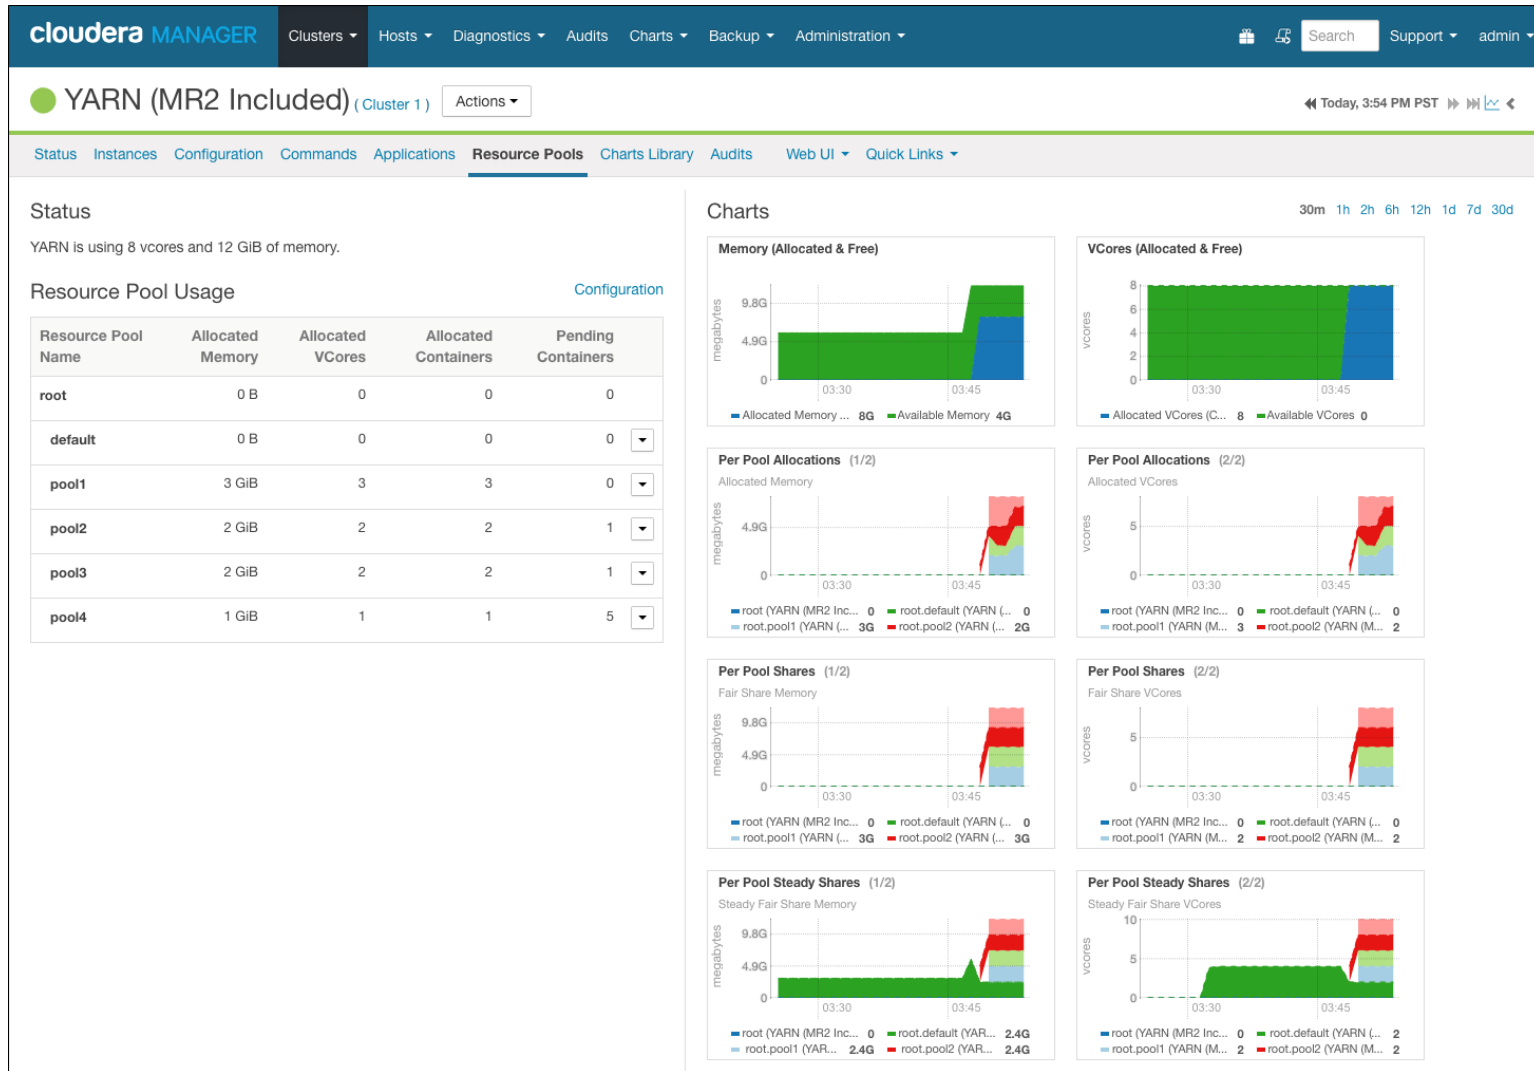 cloudera MANAGER Clusters Hosts Diagnostics Audits Charts Backup Administration Search Support admin
YARN (MR2 Included) ( Cluster 1 ) Actions Today, 3:54 PM PST
Status Instances Configuration Commands Applications Resource Pools Charts Library Audits Web UI Quick Links
Status
YARN is using 8 vcores and 12 GiB of memory.
Resource Pool Usage Configuration
Resource Pool Name Allocated Memory Allocated VCores Allocated Containers Pending Containers
root 0 B 0 0 0
default 0 B 0 0 0
pool1 3 GiB 3 3 0
pool2 2 GiB 2 2 1
pool3 2 GiB 2 2 1
pool4 1 GiB 1 1 5
Charts 30m 1h 2h 6h 12h 1d 7d 30d
Memory (Allocated & Free)
megabytes
9.8G
4.9G
0
03:30 03:45
Allocated Memory ... 8G Available Memory 4G
VCores (Allocated & Free)
vcores
8
6
4
2
0
03:30 03:45
Allocated VCores (C... 8 Available VCores 0
Per Pool Allocations (1/2)
Allocated Memory
megabytes
4.9G
0
03:30 03:45
root (YARN (MR2 Inc... 0 root.default (YARN (... 0
root.pool1 (YARN (... 3G root.pool2 (YARN (... 2G
Per Pool Allocations (2/2)
Allocated VCores
vcores
5
0
03:30 03:45
root (YARN (MR2 Inc... 0 root.default (YARN (... 0
root.pool1 (YARN (M... 3 root.pool2 (YARN (M... 2
Per Pool Shares (1/2)
Fair Share Memory
megabytes
9.8G
4.9G
0
03:30 03:45
root (YARN (MR2 Inc... 0 root.default (YARN (... 0
root.pool1 (YARN (... 3G root.pool2 (YARN (... 3G
Per Pool Shares (2/2)
Fair Share VCores
vcores
5
0
03:30 03:45
root (YARN (MR2 Inc... 0 root.default (YARN (... 0
root.pool1 (YARN (M... 2 root.pool2 (YARN (M... 2
Per Pool Steady Shares (1/2)
Steady Fair Share Memory
megabytes
9.8G
4.9G
0
03:30 03:45
root (YARN (MR2 Inc... 0 root.default (YAR... 2.4G
root.pool1 (YAR... 2.4G root.pool2 (YAR... 2.4G
Per Pool Steady Shares (2/2)
Steady Fair Share VCores
vcores
10
5
0
03:30 03:45
root (YARN (MR2 Inc... 0 root.default (YARN (... 2
root.pool1 (YARN (M... 2 root.pool2 (YARN (M... 2